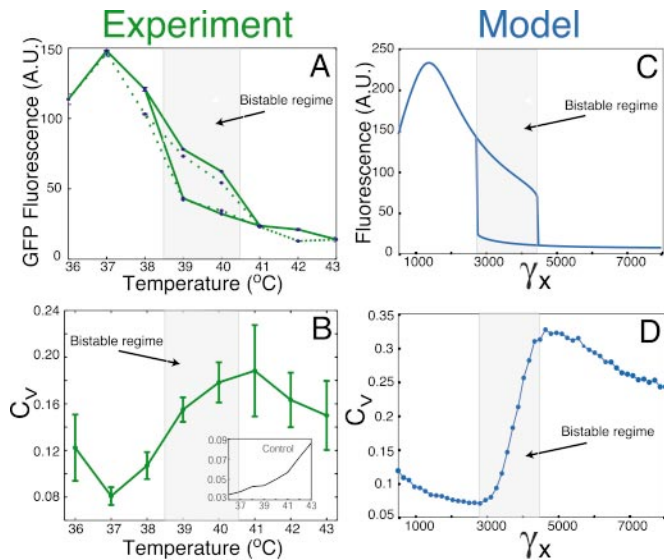 Experiment
Model
A
GFP Fluorescence (A.U.)
150
100
50
0
Bistable regime
36 37 38 39 40 41 42 43
Temperature (°C)
C
Fluorescence (A.U.)
250
200
150
100
50
0
Bistable regime
1000 3000 5000 7000
γx
B
Cv
0.24
0.20
0.16
0.12
0.08
Bistable regime
Control
0.09
0.07
0.05
0.03
37 39 41 43
36 37 38 39 40 41 42 43
Temperature (°C)
D
Cv
0.35
0.3
0.25
0.2
0.15
0.1
0.05
Bistable regime
1000 3000 5000 7000
γx